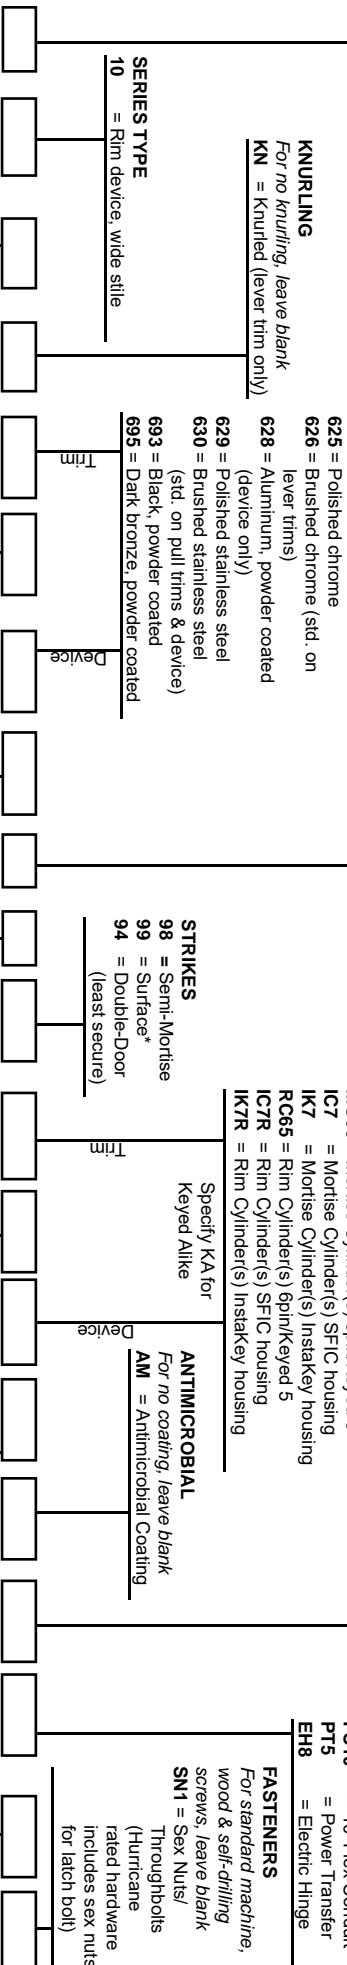 SERIES TYPE
10 = Rim device, wide stile
KNURLING
For no knurling, leave blank
KN = Knurled (lever trim only)
625 = Polished chrome
626 = Brushed chrome (std. on
lever trims)
628 = Aluminum, powder coated
(device only)
629 = Polished stainless steel
630 = Brushed stainless steel
(std. on pull trims & device)
693 = Black, powder coated
695 = Dark bronze, powder coated
Trim
Device
STRIKES
98 = Semi-Mortise
99 = Surface*
94 = Double-Door
(least secure)
IC7 = Mortise Cylinder(s) SFIC housing
IK7 = Mortise Cylinder(s) InstaKey housing
RC65 = Rim Cylinder(s) 6pin/Keyed 5
IC7R = Rim Cylinder(s) SFIC housing
IK7R = Rim Cylinder(s) InstaKey housing
Specify KA for
Keyed Alike
Trim
Device
ANTIMICROBIAL
For no coating, leave blank
AM = Antimicrobial Coating
PT5 = Power Transfer
EH8 = Electric Hinge
FASTENERS
For standard machine,
wood & self-drilling
screws, leave blank
SN1 = Sex Nuts/
Throughbolts
(Hurricane
rated hardware
includes sex nuts
for latch bolt)